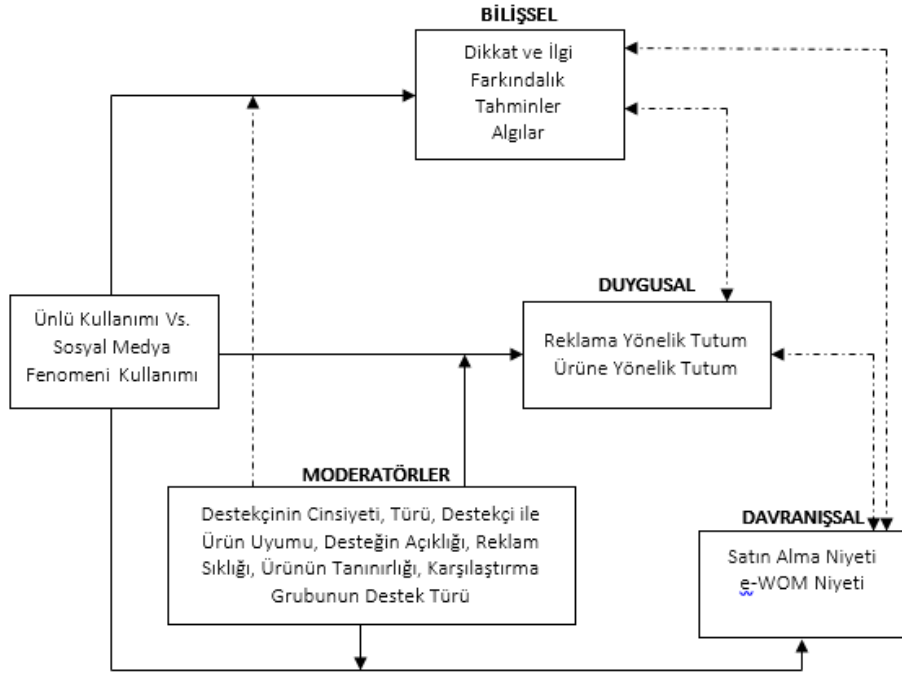 BİLİŞSEL
Dikkat ve İlgi
Farkındalık
Tahminler
Algılar
DUYGUSAL
Reklama Yönelik Tutum
Ürüne Yönelik Tutum
Ünlü Kullanımı Vs.
Sosyal Medya
Fenomeni Kullanımı
MODERATÖRLER
Destekçinin Cinsiyeti, Türü, Destekçi ile
Ürün Uyumu, Desteğin Açıklığı, Reklam
Sıklığı, Ürünün Tanınırlığı, Karşılaştırma
Grubunun Destek Türü
DAVRANIŞSAL
Satın Alma Niyeti
e-WOM Niyeti